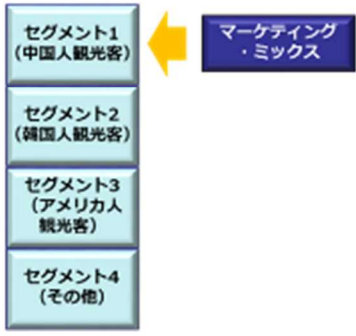 セグメント1
（中国人観光客）
マーケティング
・ミックス
セグメント2
（韓国人観光客）
セグメント3
（アメリカ人
観光客）
セグメント4
（その他）